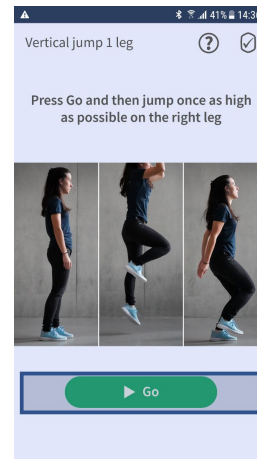 41% 14:36
Vertical jump 1 leg ?
Press Go and then jump once as high
as possible on the right leg
Go